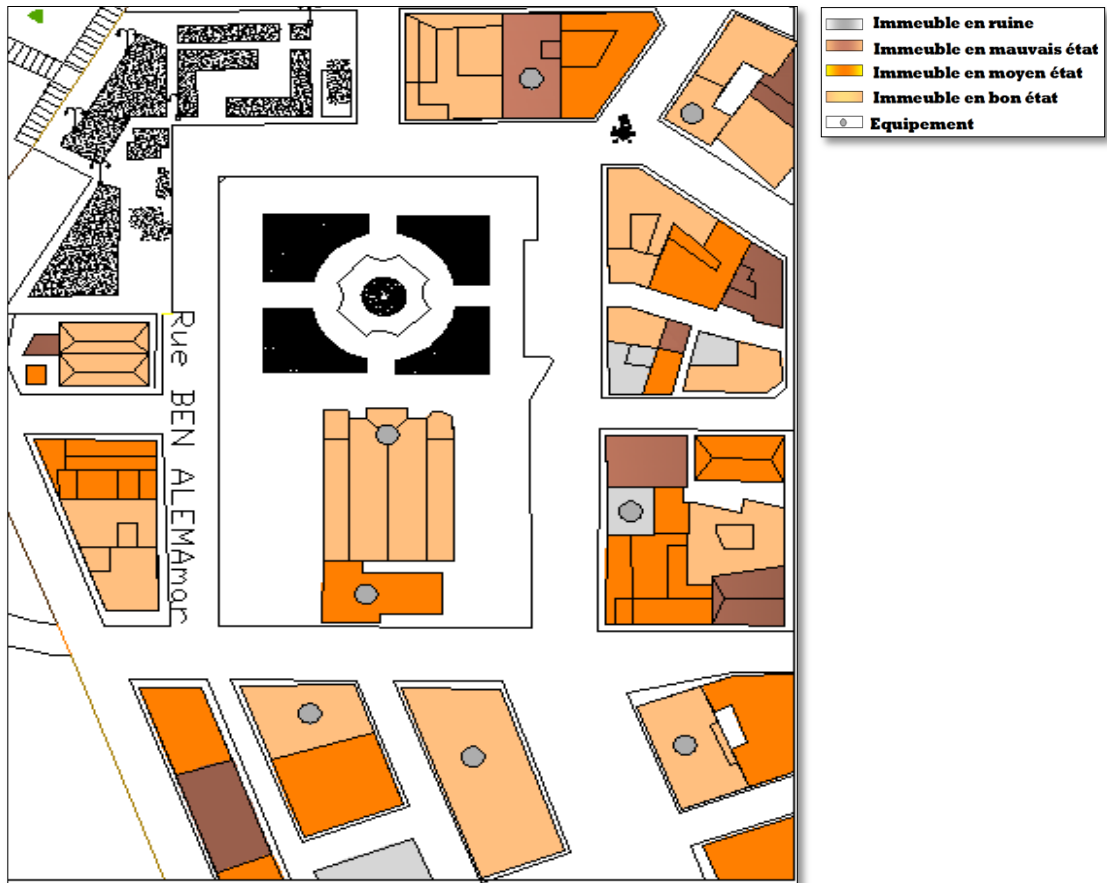 Immeuble en ruine
Immeuble en mauvais état
Immeuble en moyen état
Immeuble en bon état
Equipement
Rue BEN ALEMAmor